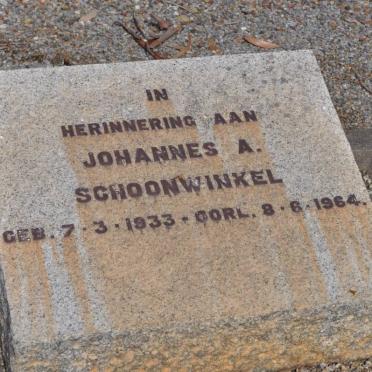 IN
HERINNERING AAN
JOHANNES A.
SCHOONWINKEL
GEB. 7 · 3 · 1933 · OORL. 8 · 6 · 1964.